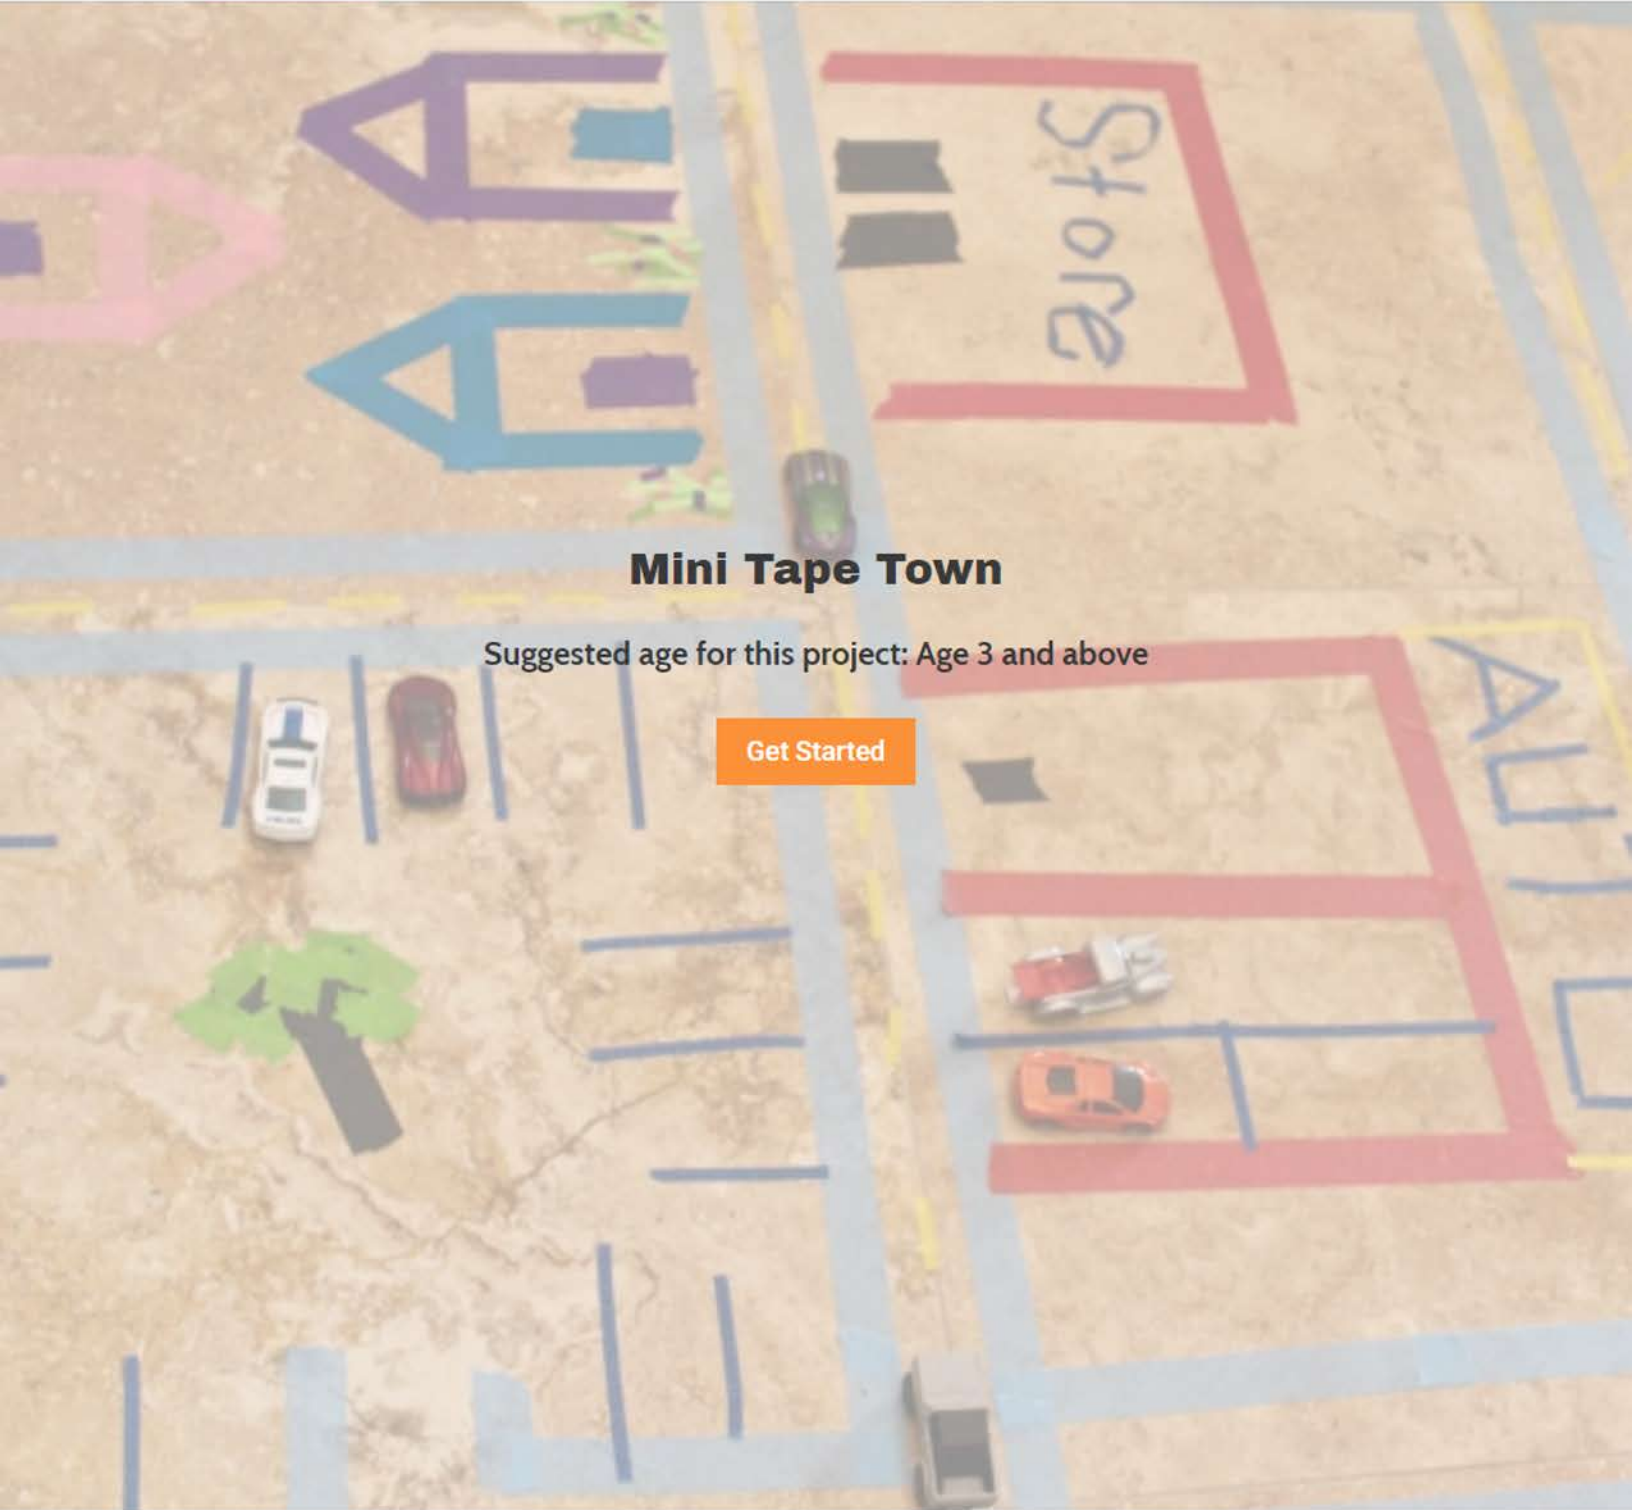 Store
Mini Tape Town
Suggested age for this project: Age 3 and above
Get Started